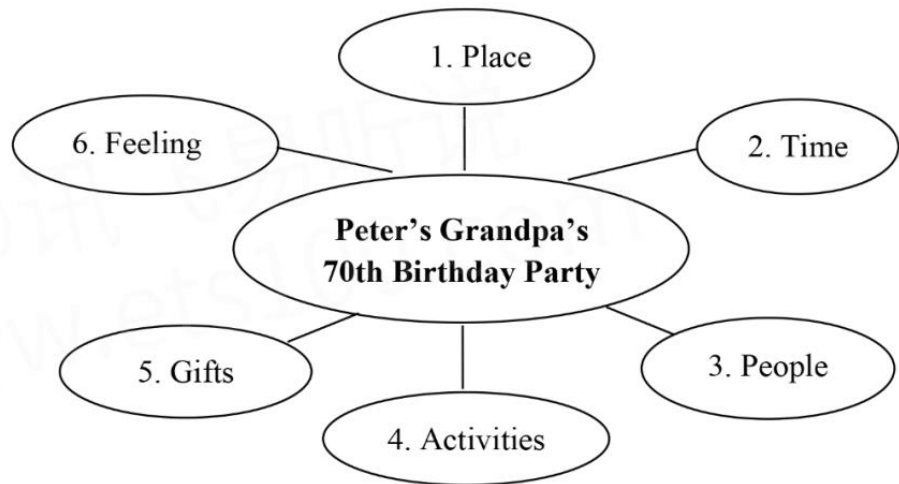 1. Place
6. Feeling
2. Time
Peter's Grandpa's
70th Birthday Party
5. Gifts
3. People
4. Activities